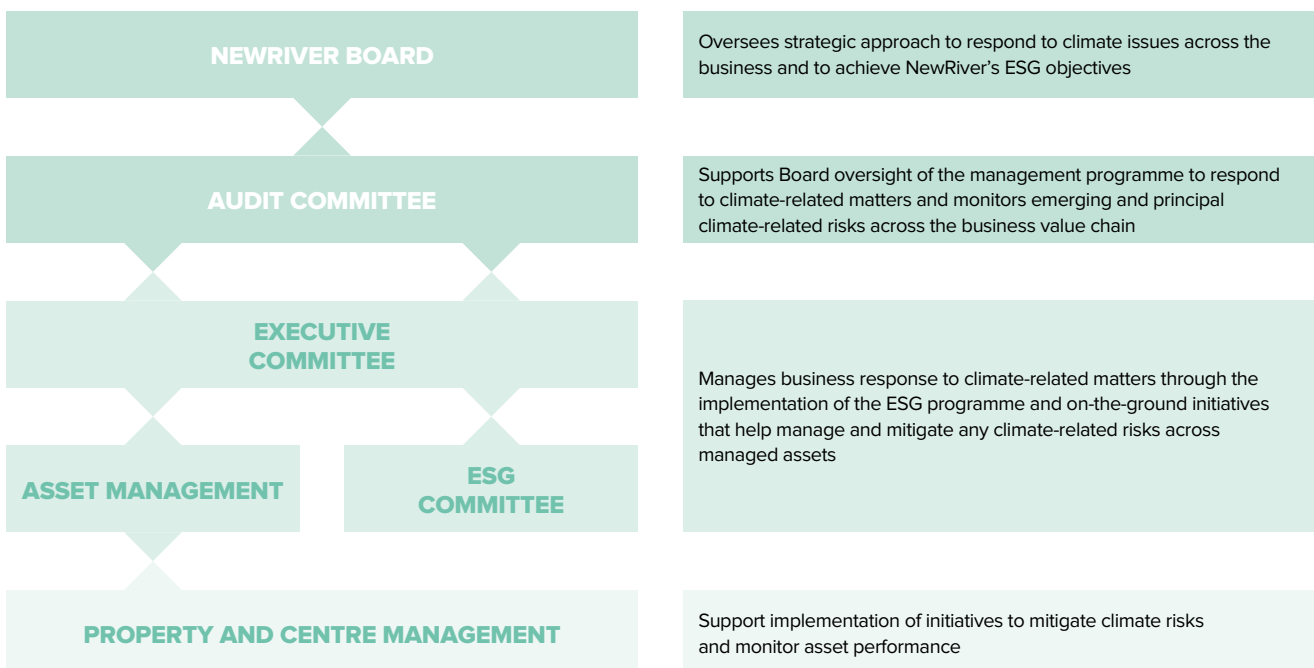 NEWRIVER BOARD
Oversees strategic approach to respond to climate issues across the
business and to achieve NewRiver’s ESG objectives
AUDIT COMMITTEE
Supports Board oversight of the management programme to respond
to climate-related matters and monitors emerging and principal
climate-related risks across the business value chain
EXECUTIVE
COMMITTEE
ASSET MANAGEMENT
ESG
COMMITTEE
Manages business response to climate-related matters through the
implementation of the ESG programme and on-the-ground initiatives
that help manage and mitigate any climate-related risks across
managed assets
PROPERTY AND CENTRE MANAGEMENT
Support implementation of initiatives to mitigate climate risks
and monitor asset performance